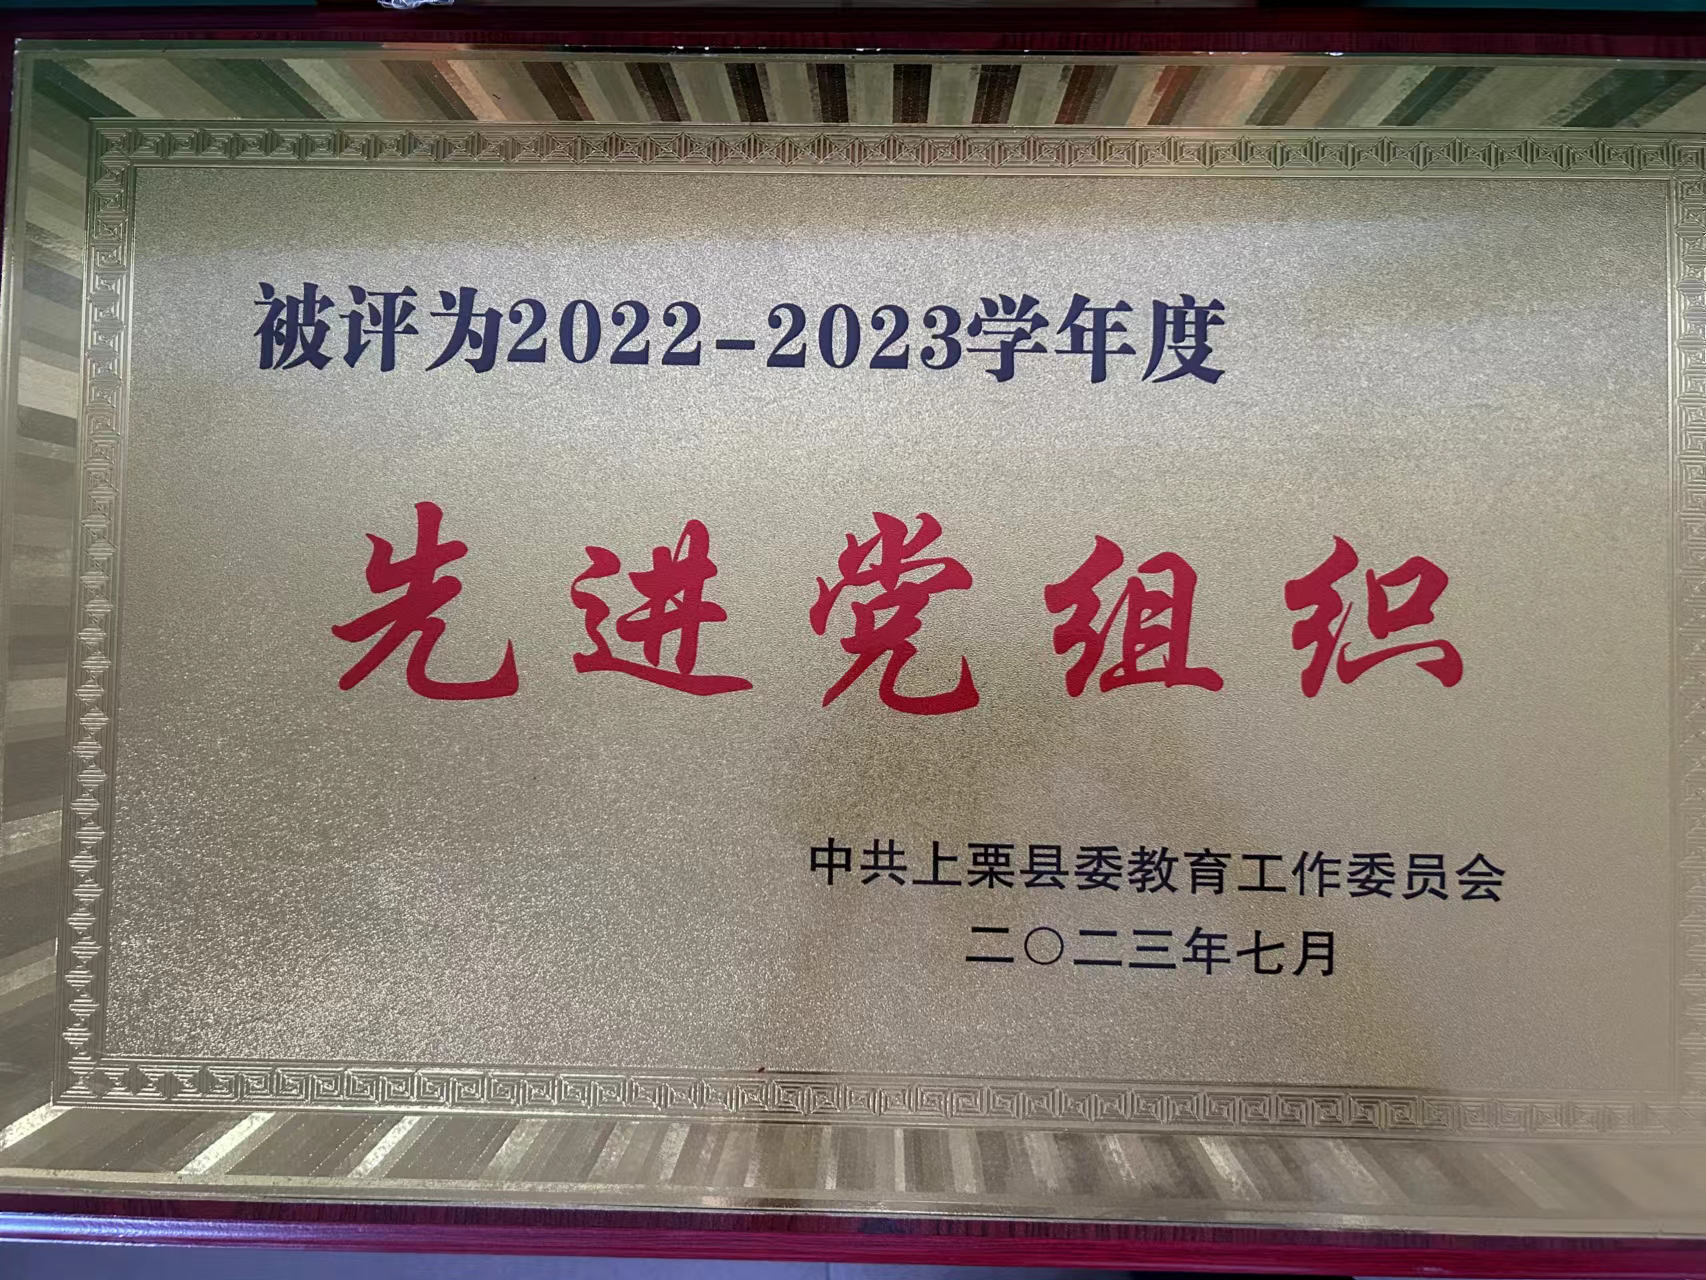 被评为2022-2023学年度
先进党组织
中共上栗县委教育工作委员会
二〇二三年七月